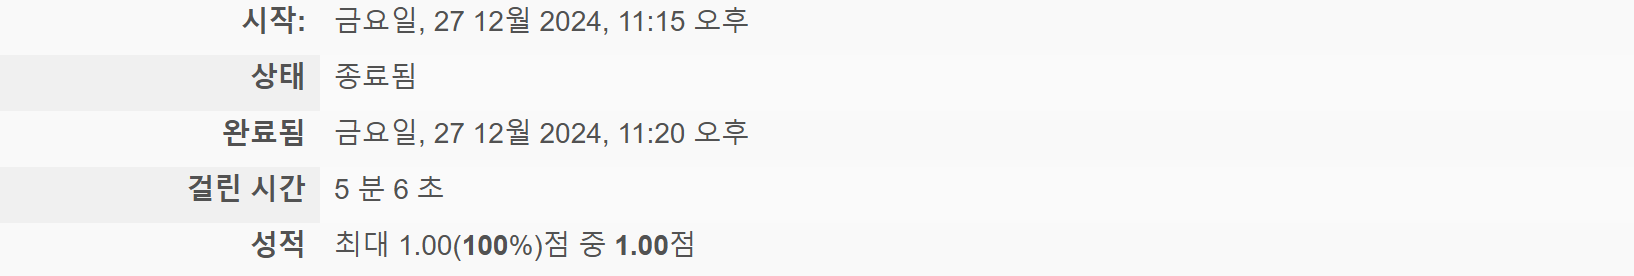 시작: 금요일, 27 12월 2024, 11:15 오후
상태 종료됨
완료됨 금요일, 27 12월 2024, 11:20 오후
걸린 시간 5 분 6 초
성적 최대 1.00(100%)점 중 1.00점